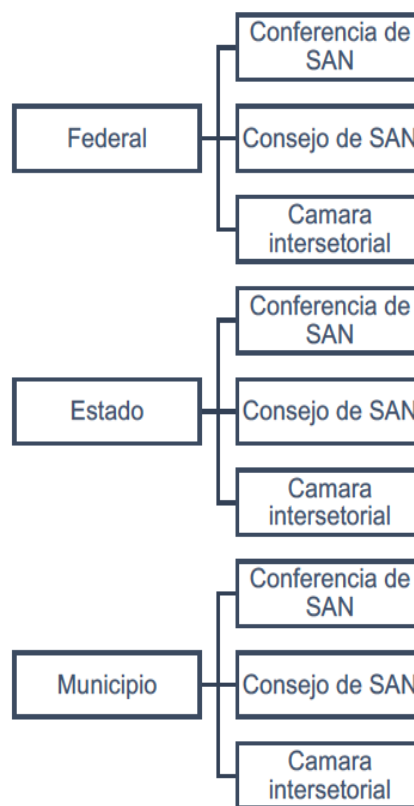 Conferencia de
SAN
Federal
Consejo de SAN
Camara
intersetorial
Conferencia de
SAN
Estado
Consejo de SAN
Camara
intersetorial
Conferencia de
SAN
Municipio
Consejo de SAN
Camara
intersetorial